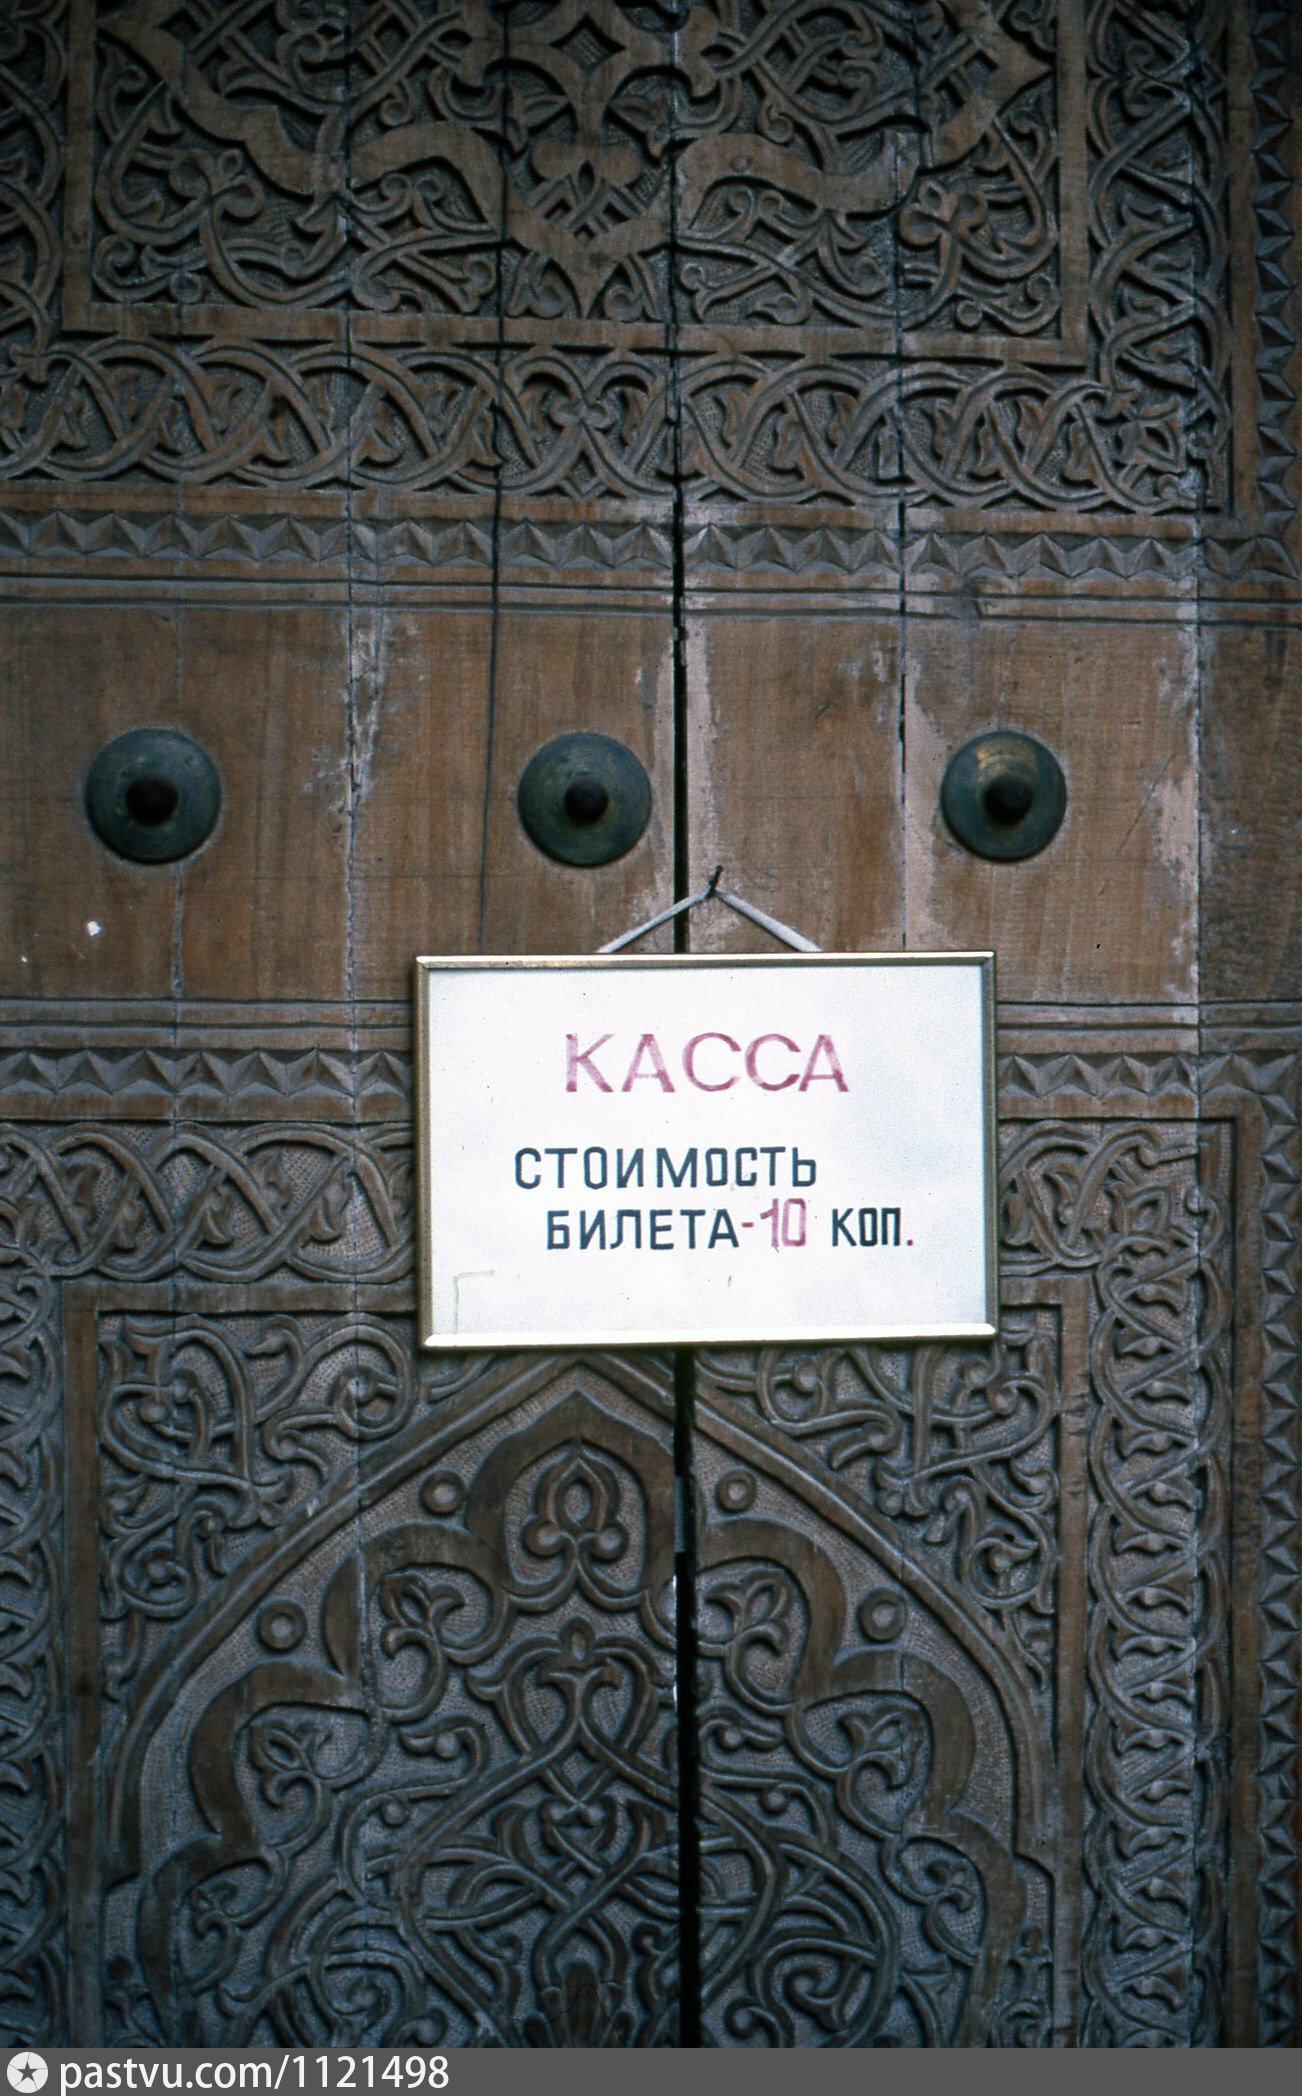 КАССА
СТОИМОСТЬ
БИЛЕТА-10 КОП.
pastvu.com/1121498